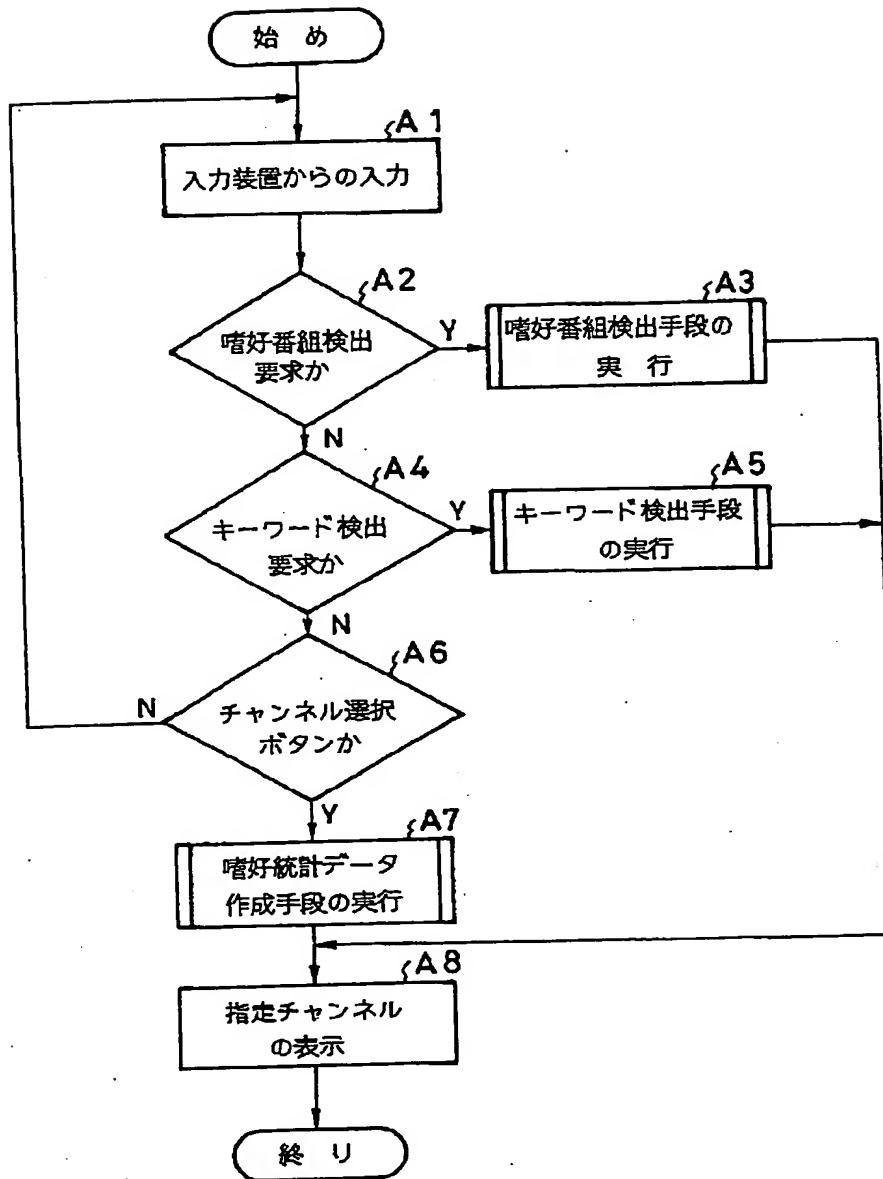 始 め
A1
入力装置からの入力
A2
嗜好番組検出
要求か
Y
A3
嗜好番組検出手段の
実 行
N
A4
キーワード検出
要求か
Y
A5
キーワード検出手段
の実行
N
A6
チャンネル選択
ボタンか
N
Y
A7
嗜好統計データ
作成手段の実行
A8
指定チャンネル
の表示
終 り